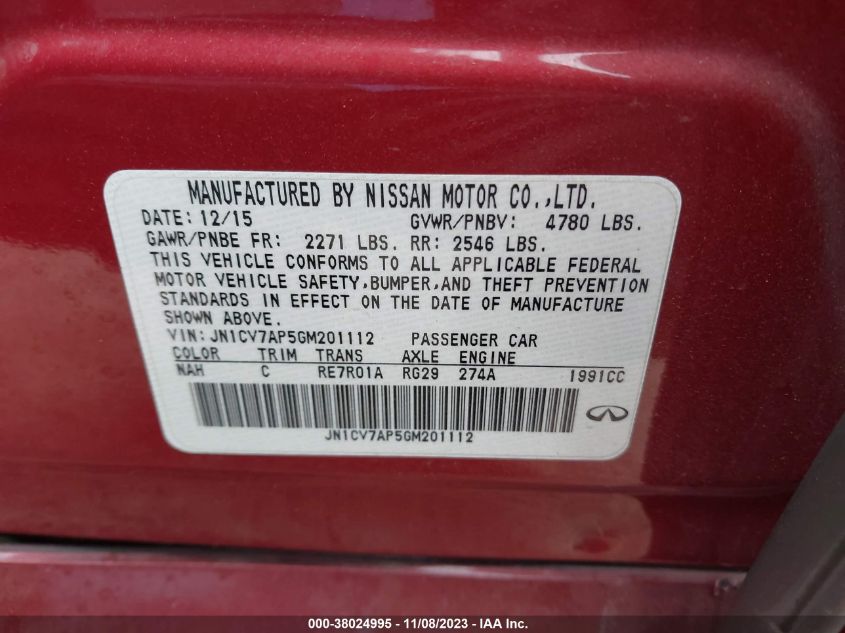 MANUFACTURED BY NISSAN MOTOR CO.,LTD.
DATE: 12/15 GVWR/PNBV: 4780 LBS.
GAWR/PNBE FR: 2271 LBS. RR: 2546 LBS.
THIS VEHICLE CONFORMS TO ALL APPLICABLE FEDERAL
MOTOR VEHICLE SAFETY,BUMPER,AND THEFT PREVENTION
STANDARDS IN EFFECT ON THE DATE OF MANUFACTURE
SHOWN ABOVE.
VIN:JN1CV7AP5GM201112 PASSENGER CAR
COLOR TRIM TRANS AXLE ENGINE
NAH C RE7R01A RG29 274A 1991CC
JN1CV7AP5GM201112
000-38024995 - 11/08/2023 - IAA Inc.